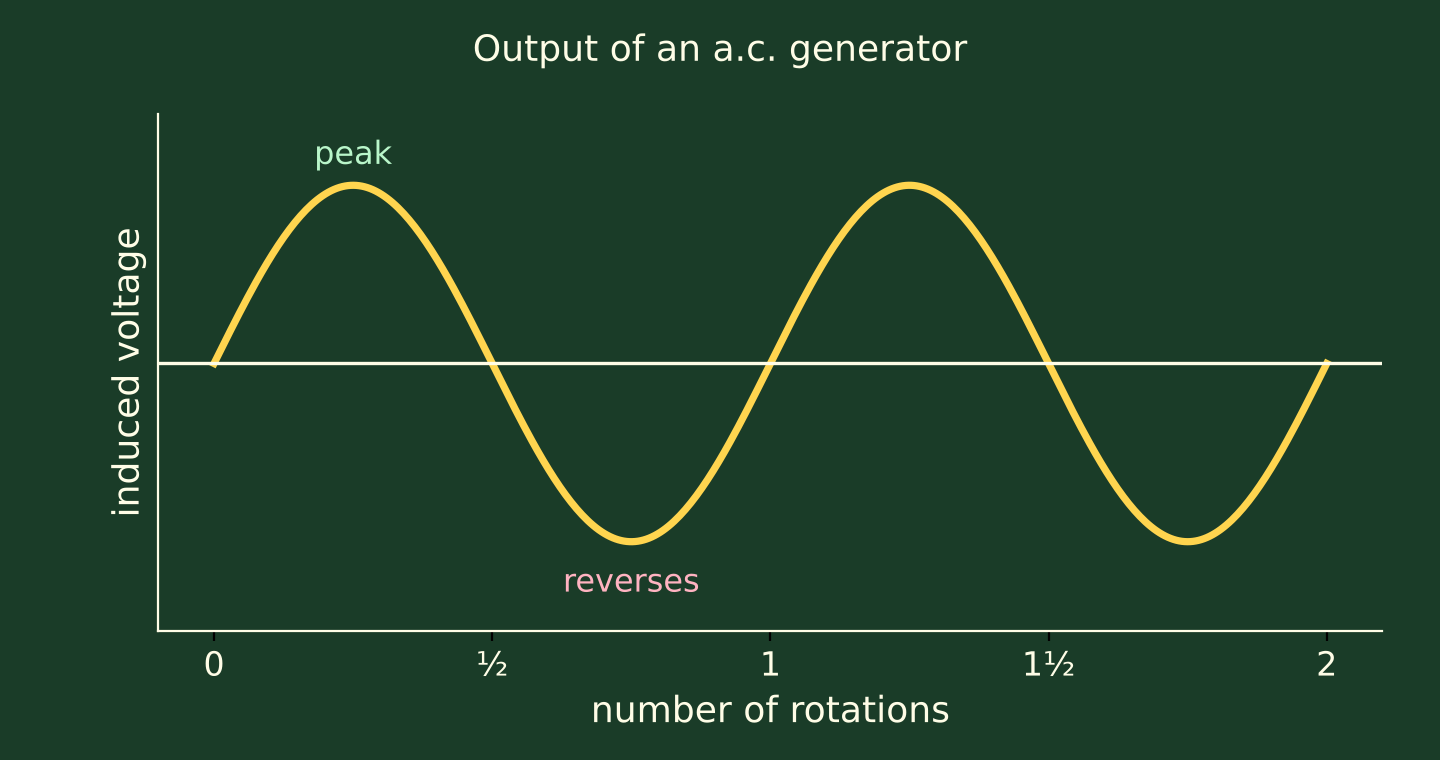 Output of an a.c. generator
peak
induced voltage
reverses
0 ½ 1 1½ 2
number of rotations